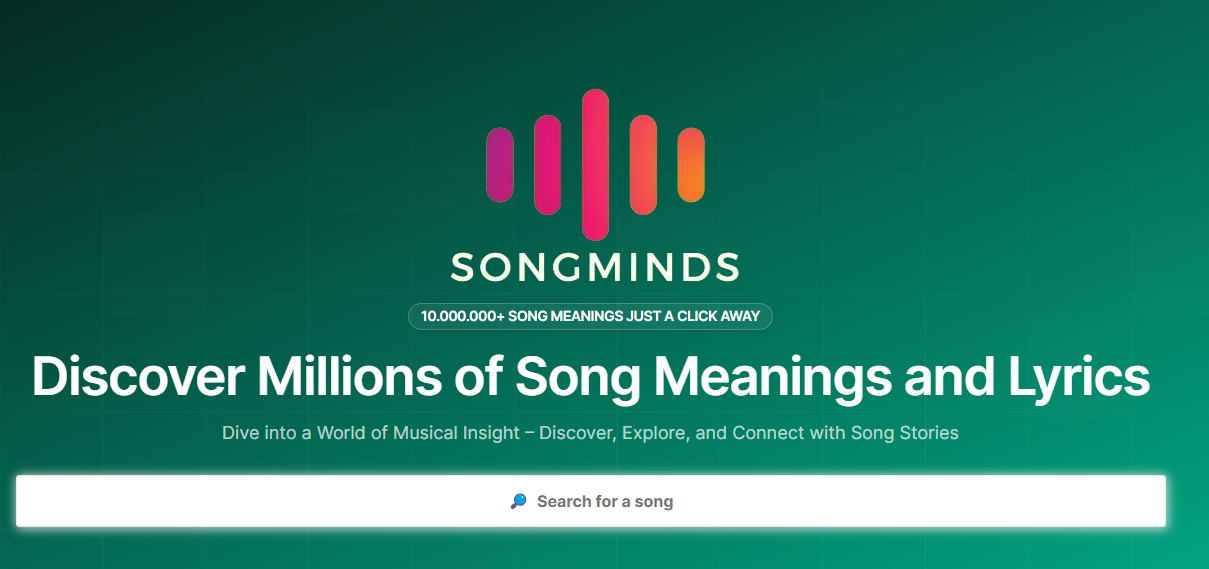 SONGMINDS
10.000.000+ SONG MEANINGS JUST A CLICK AWAY
Discover Millions of Song Meanings and Lyrics
Dive into a World of Musical Insight – Discover, Explore, and Connect with Song Stories
Search for a song